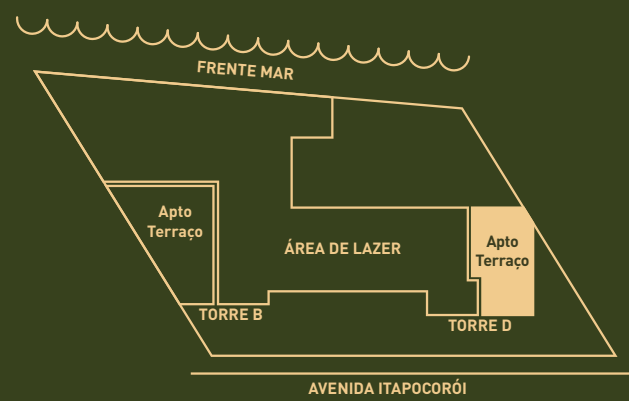 FRENTE MAR
Apto
Terraço
ÁREA DE LAZER
Apto
Terraço
TORRE B
TORRE D
AVENIDA ITAPOCORÓI